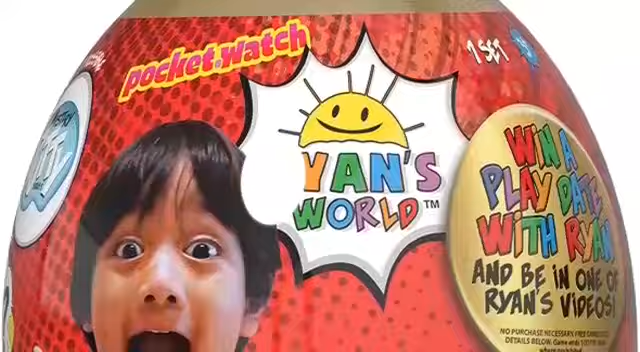 pocket.watch
1 SET
YAN'S
WORLD™
WIN A
PLAY DATE
WITH RYAN
AND BE IN ONE OF
RYAN'S VIDEOS!
NO PURCHASE NECESSARY.
DETAILS BELOW.